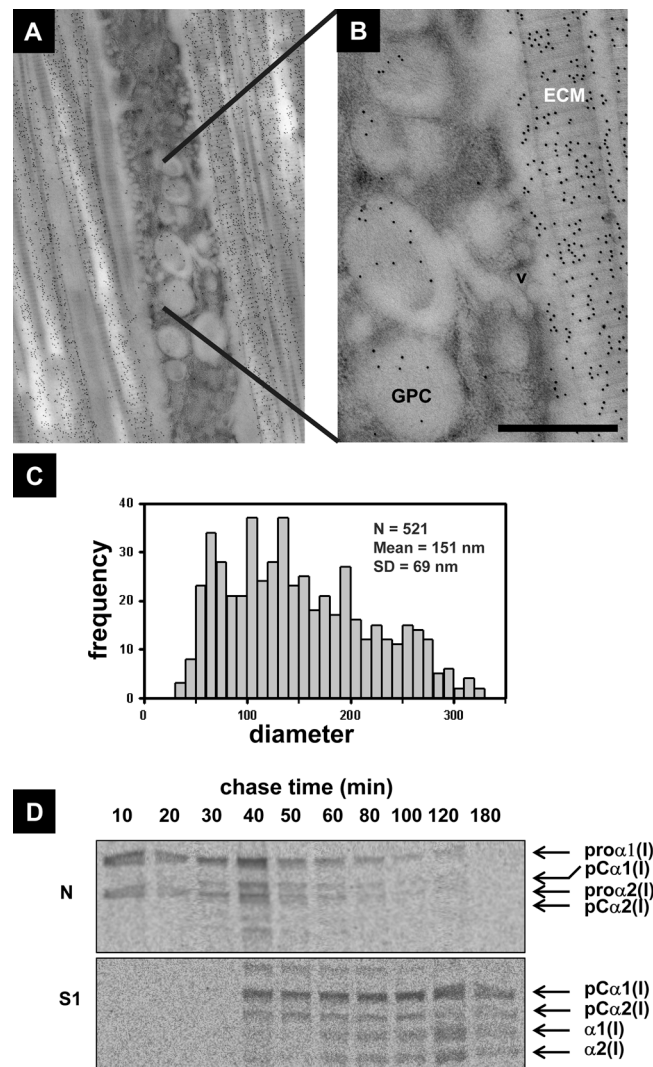 A
B
ECM
v
GPC
C
frequency
40
30
20
10
0
N = 521
Mean = 151 nm
SD = 69 nm
0 100 200 300
diameter
D
chase time (min)
10 20 30 40 50 60 80 100 120 180
N
proα1(I)
pCα1(I)
proα2(I)
pCα2(I)
S1
pCα1(I)
pCα2(I)
α1(I)
α2(I)